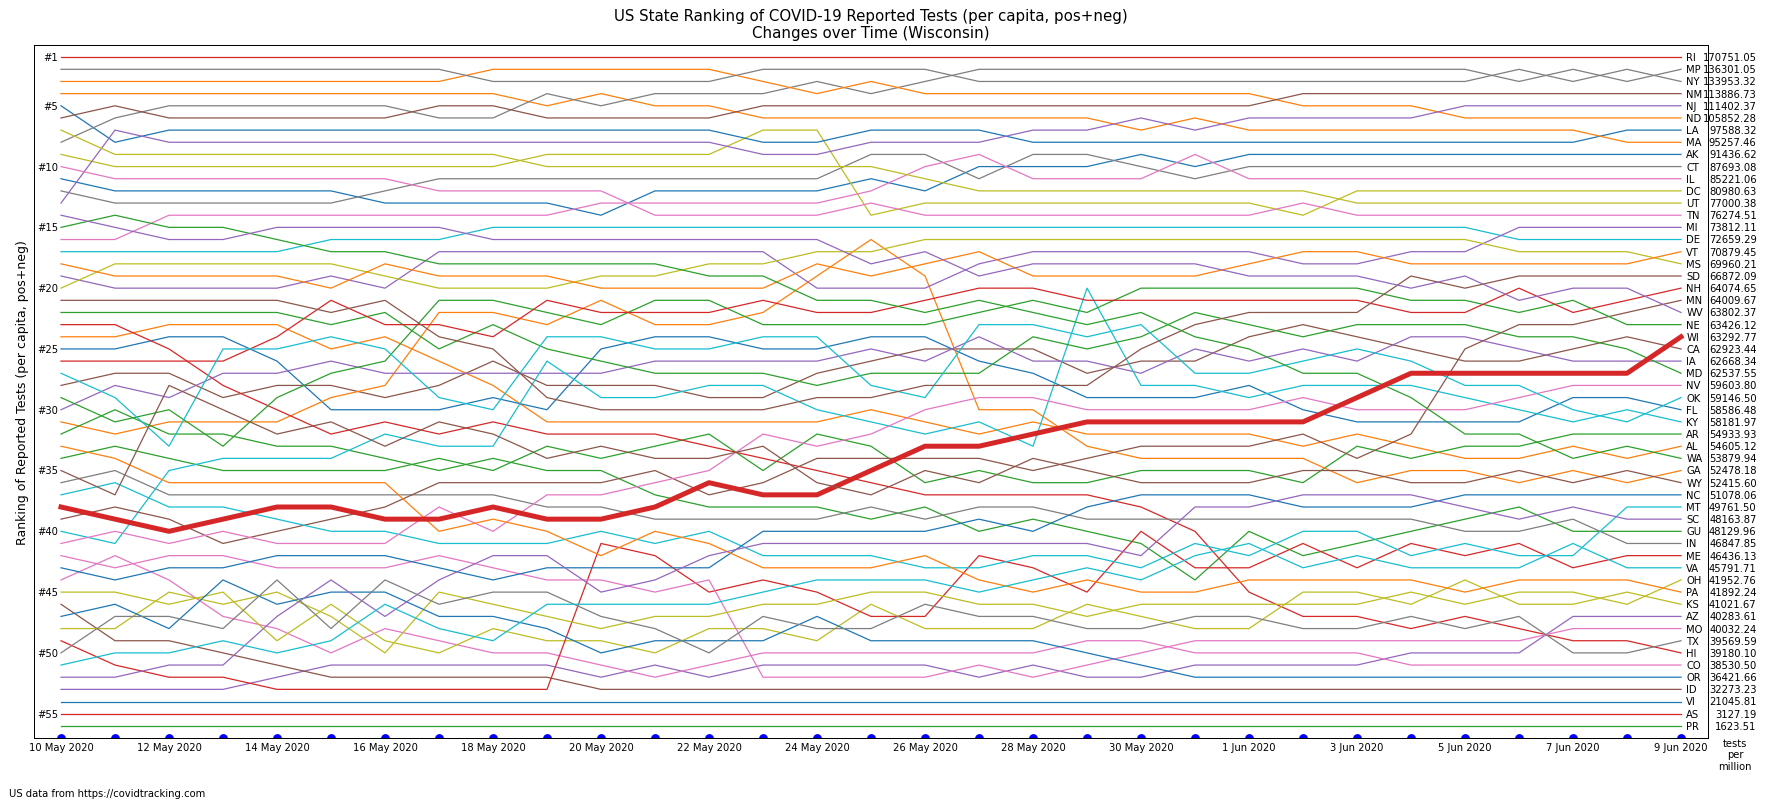 US State Ranking of COVID-19 Reported Tests (per capita, pos+neg)
Changes over Time (Wisconsin)
Ranking of Reported Tests (per capita, pos+neg)
#1
#5
#10
#15
#20
#25
#30
#35
#40
#45
#50
#55
RI 170751.05
MP 136301.05
NY 133953.32
NM 113886.73
NJ 111402.37
ND 105852.28
LA 97588.32
MA 95257.46
AK 91436.62
CT 87693.08
IL 85221.06
DC 80980.63
UT 77000.38
TN 76274.51
MI 73812.11
DE 72659.29
VT 70879.45
MS 69960.21
SD 66872.09
NH 64074.65
MN 64009.67
WV 63802.37
NE 63426.12
WI 63292.77
CA 62923.44
IA 62668.34
MD 62537.55
NV 59603.80
OK 59146.50
FL 58586.48
KY 58181.97
AR 54933.93
AL 54605.12
WA 53879.94
GA 52478.18
WY 52415.60
NC 51078.06
MT 49761.50
SC 48163.87
GU 48129.96
IN 46847.85
ME 46436.13
VA 45791.71
OH 41952.76
PA 41892.24
KS 41021.67
AZ 40283.61
MO 40032.24
TX 39569.59
HI 39180.10
CO 38530.50
OR 36421.66
ID 32273.23
VI 21045.81
AS 3127.19
PR 1623.51
10 May 2020 12 May 2020 14 May 2020 16 May 2020 18 May 2020 20 May 2020 22 May 2020 24 May 2020 26 May 2020 28 May 2020 30 May 2020 1 Jun 2020 3 Jun 2020 5 Jun 2020 7 Jun 2020 9 Jun 2020
tests
per
million
US data from https://covidtracking.com